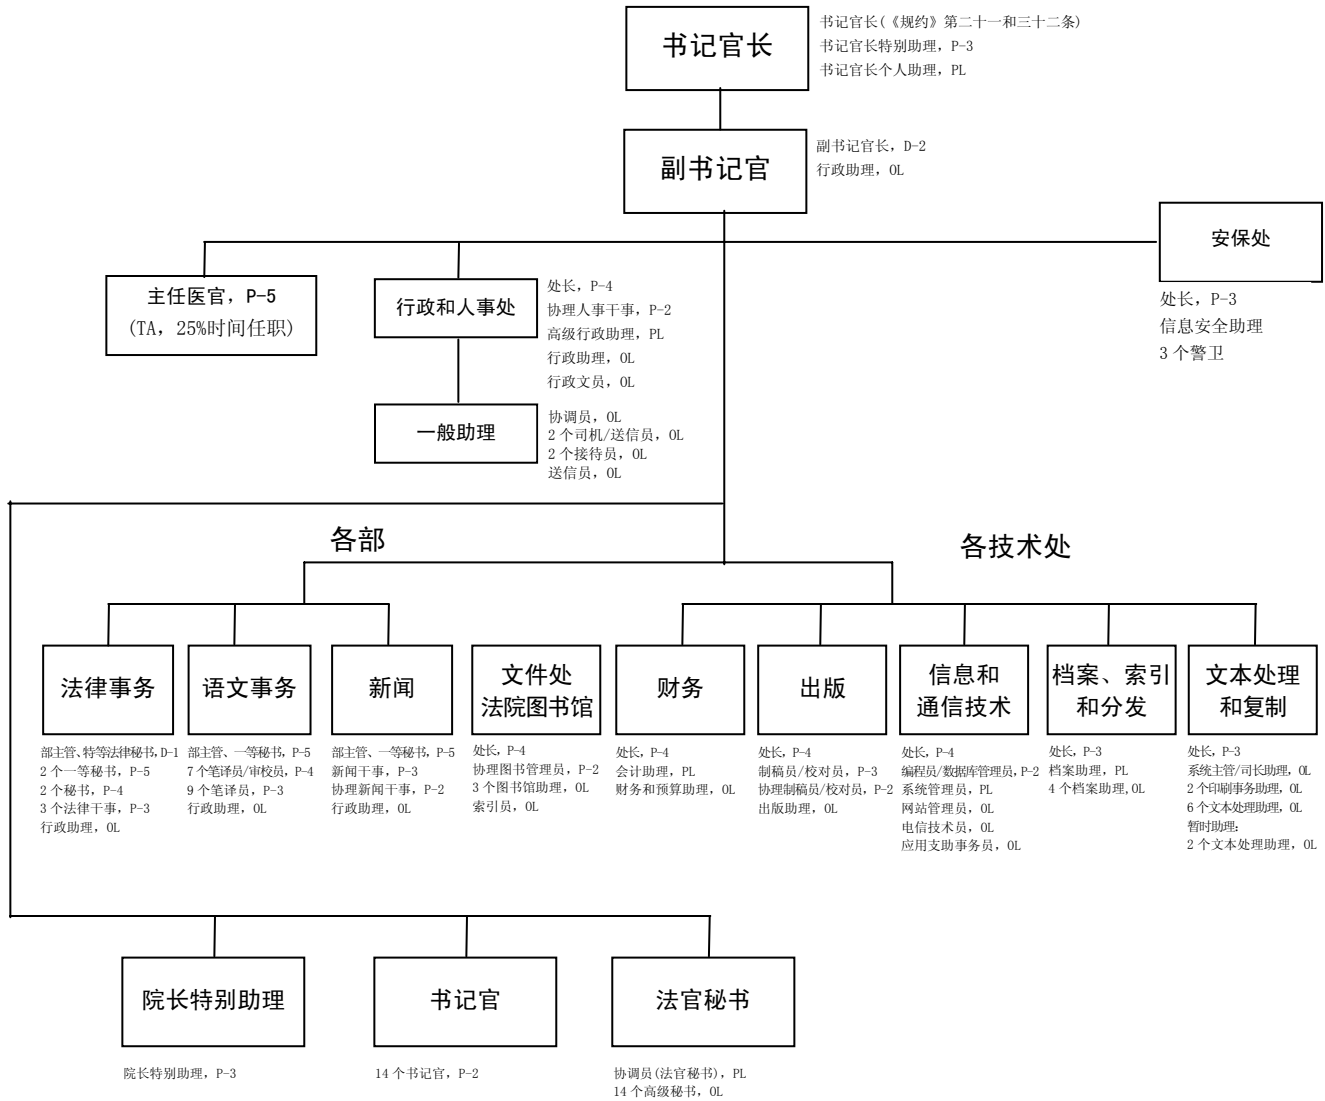 书记官长
书记官长(《规约》第二十一和三十二条)
书记官长特别助理，P-3
书记官长个人助理，PL
副书记官
副书记官长，D-2
行政助理，OL
安保处
处长，P-3
信息安全助理
3 个警卫
主任医官，P-5
(TA，25%时间任职)
行政和人事处
处长，P-4
协理人事干事，P-2
高级行政助理，PL
行政助理，OL
行政文员，OL
一般助理
协调员，OL
2 个司机/送信员，OL
2 个接待员，OL
送信员，OL
各部
各技术处
法律事务
部主管、特等法律秘书，D-1
2 个一等秘书，P-5
2 个秘书，P-4
3 个法律干事，P-3
行政助理，OL
语文事务
部主管、一等秘书，P-5
7 个笔译员/审校员，P-4
9 个笔译员，P-3
行政助理，OL
新闻
部主管、一等秘书，P-5
新闻干事，P-3
协理新闻干事，P-2
行政助理，OL
文件处
法院图书馆
处长，P-4
协理图书管理员，P-2
3 个图书馆助理，OL
索引员，OL
财务
处长，P-4
会计助理，PL
财务和预算助理，OL
出版
处长，P-4
制稿员/校对员，P-3
协理制稿员/校对员，P-2
出版助理，OL
信息和
通信技术
处长，P-4
编程员/数据库管理员，P-2
系统管理员，PL
网站管理员，OL
电信技术员，OL
应用支助事务员，OL
档案、索引
和分发
处长，P-3
档案助理，PL
4 个档案助理,OL
文本处理
和复制
处长，P-3
系统主管/司长助理，OL
2 个印刷事务助理，OL
6 个文本处理助理，OL
暂时助理：
2 个文本处理助理，OL
院长特别助理
院长特别助理，P-3
书记官
14 个书记官，P-2
法官秘书
协调员(法官秘书)，PL
14 个高级秘书，OL